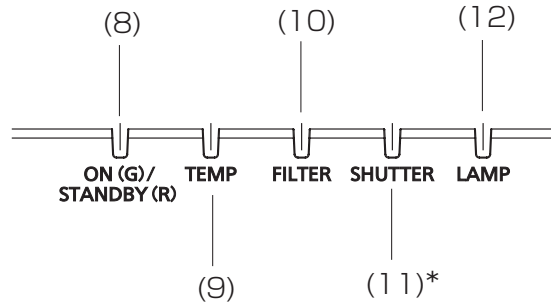 (8) (10) (12)
ON (G)/ TEMP FILTER SHUTTER LAMP
STANDBY (R)
(9) (11)*